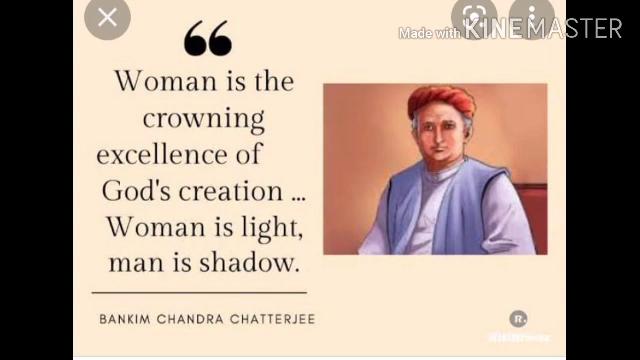 Made with KINEMASTER
Woman is the
crowning
excellence of
God's creation ...
Woman is light,
man is shadow.
BANKIM CHANDRA CHATTERJEE
R.